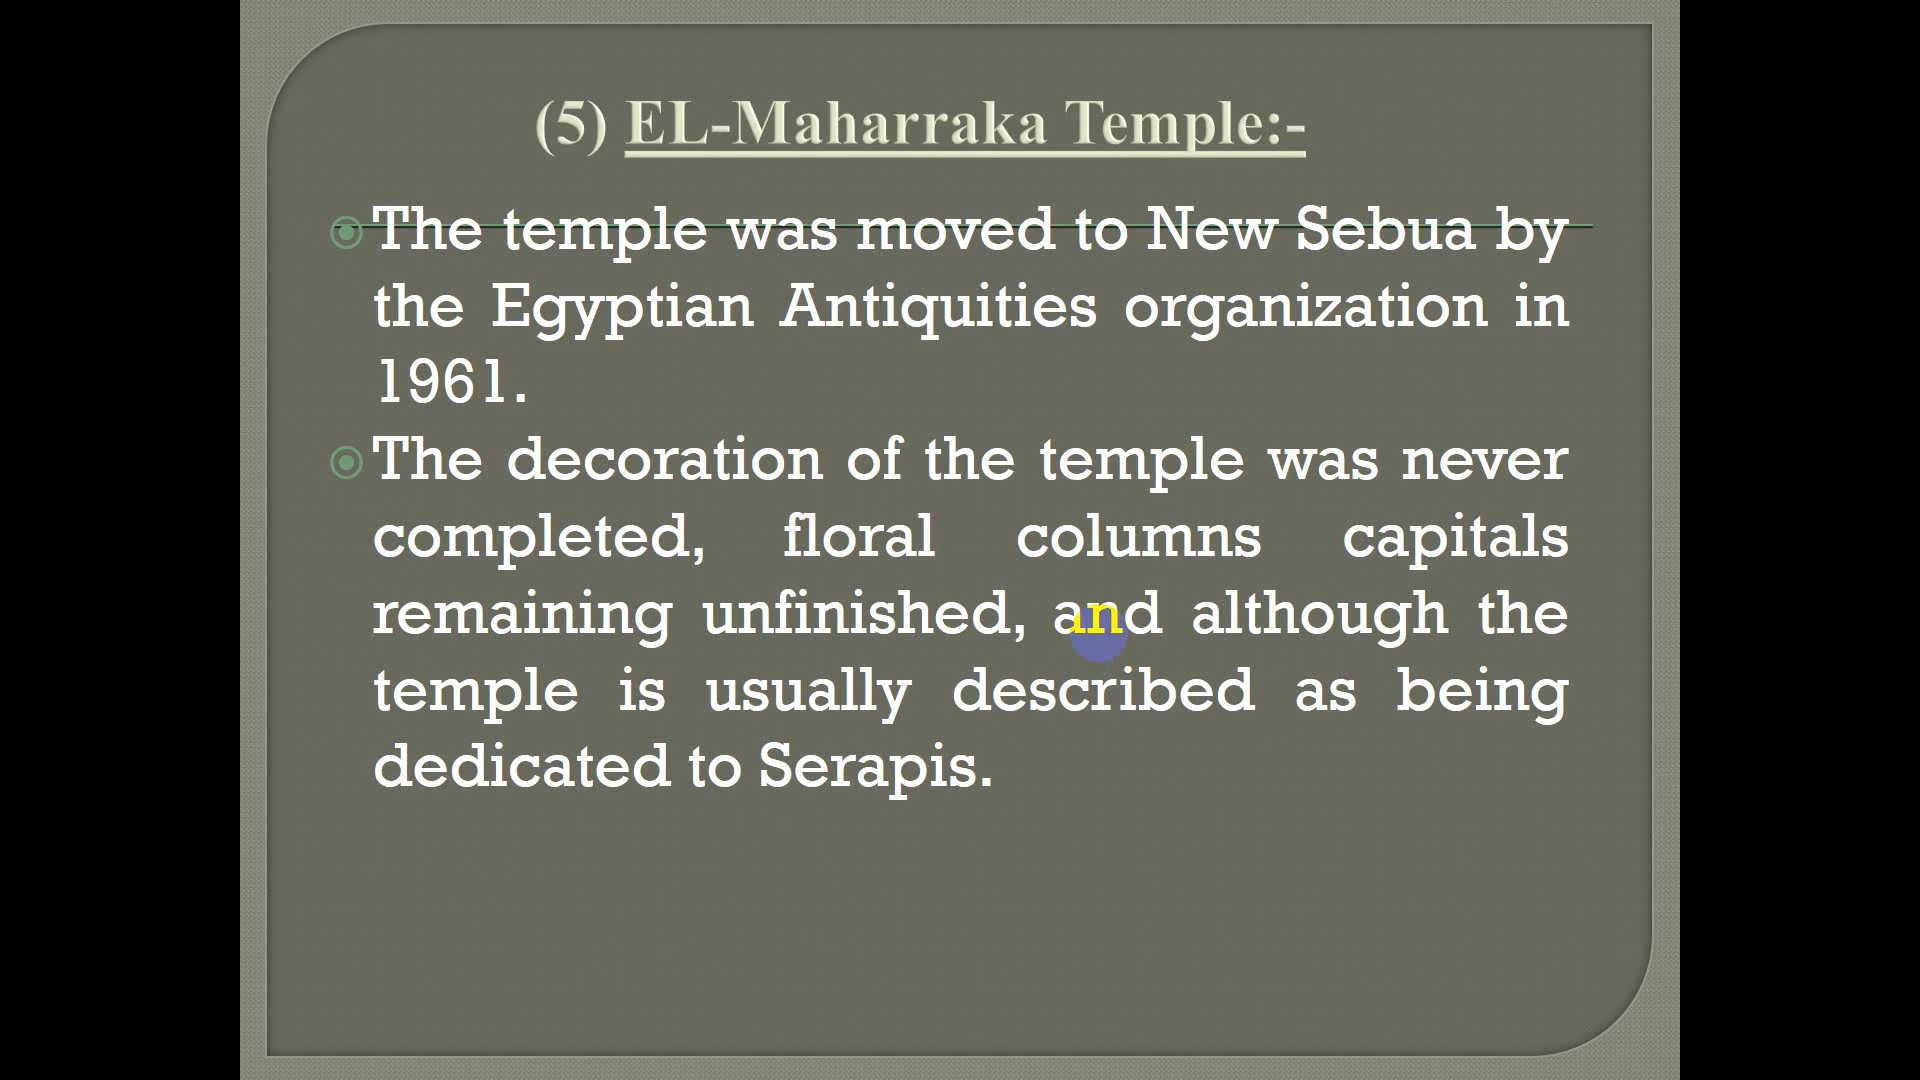 (5) EL-Maharraka Temple:-
The temple was moved to New Sebua by
the Egyptian Antiquities organization in
1961.
The decoration of the temple was never
completed, floral columns capitals
remaining unfinished, and although the
temple is usually described as being
dedicated to Serapis.